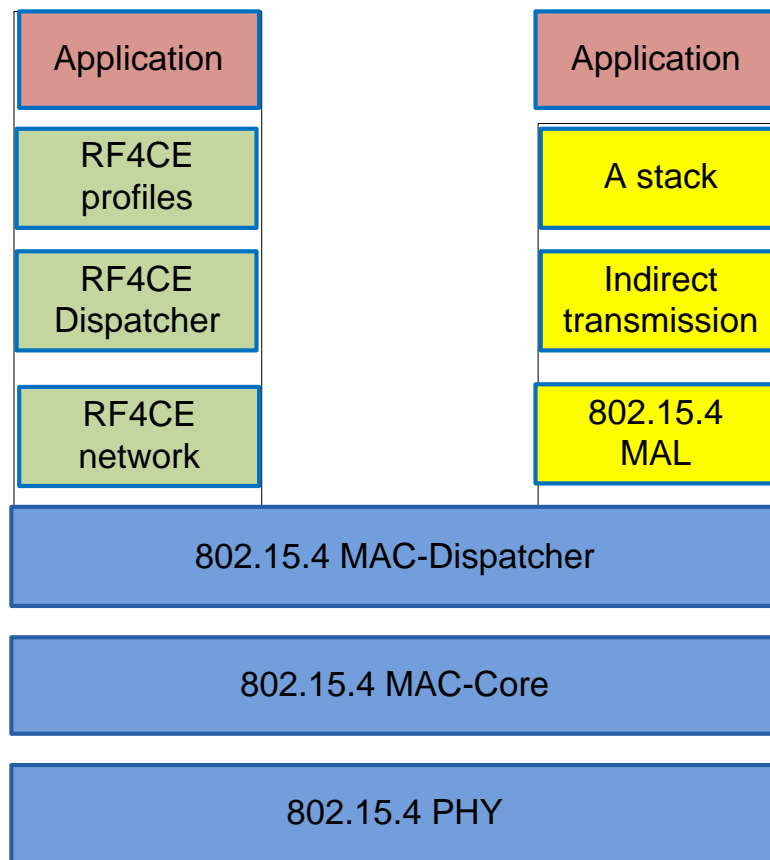 Application
Application
RF4CE
profiles
A stack
RF4CE
Dispatcher
Indirect
transmission
RF4CE
network
802.15.4
MAL
802.15.4 MAC-Dispatcher
802.15.4 MAC-Core
802.15.4 PHY